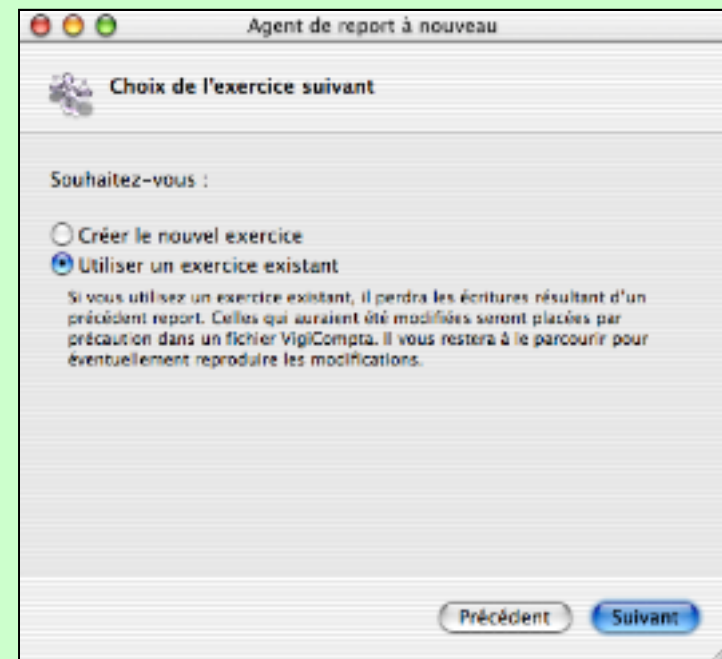 Agent de report à nouveau
Choix de l'exercice suivant
Souhaitez-vous :
Créer le nouvel exercice
Utiliser un exercice existant
Si vous utilisez un exercice existant, il perdra les écritures résultant d'un
précédent report. Celles qui auraient été modifiées seront placées par
précaution dans un fichier VigiCompta. Il vous restera à le parcourir pour
éventuellement reproduire les modifications.
Précédent
Suivant